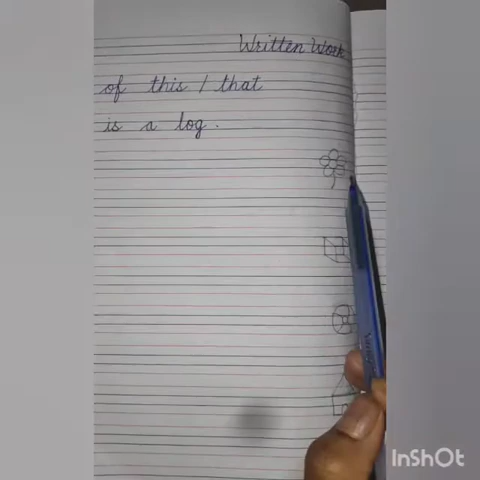 Written Work
of this / that
is a log.
InShOt